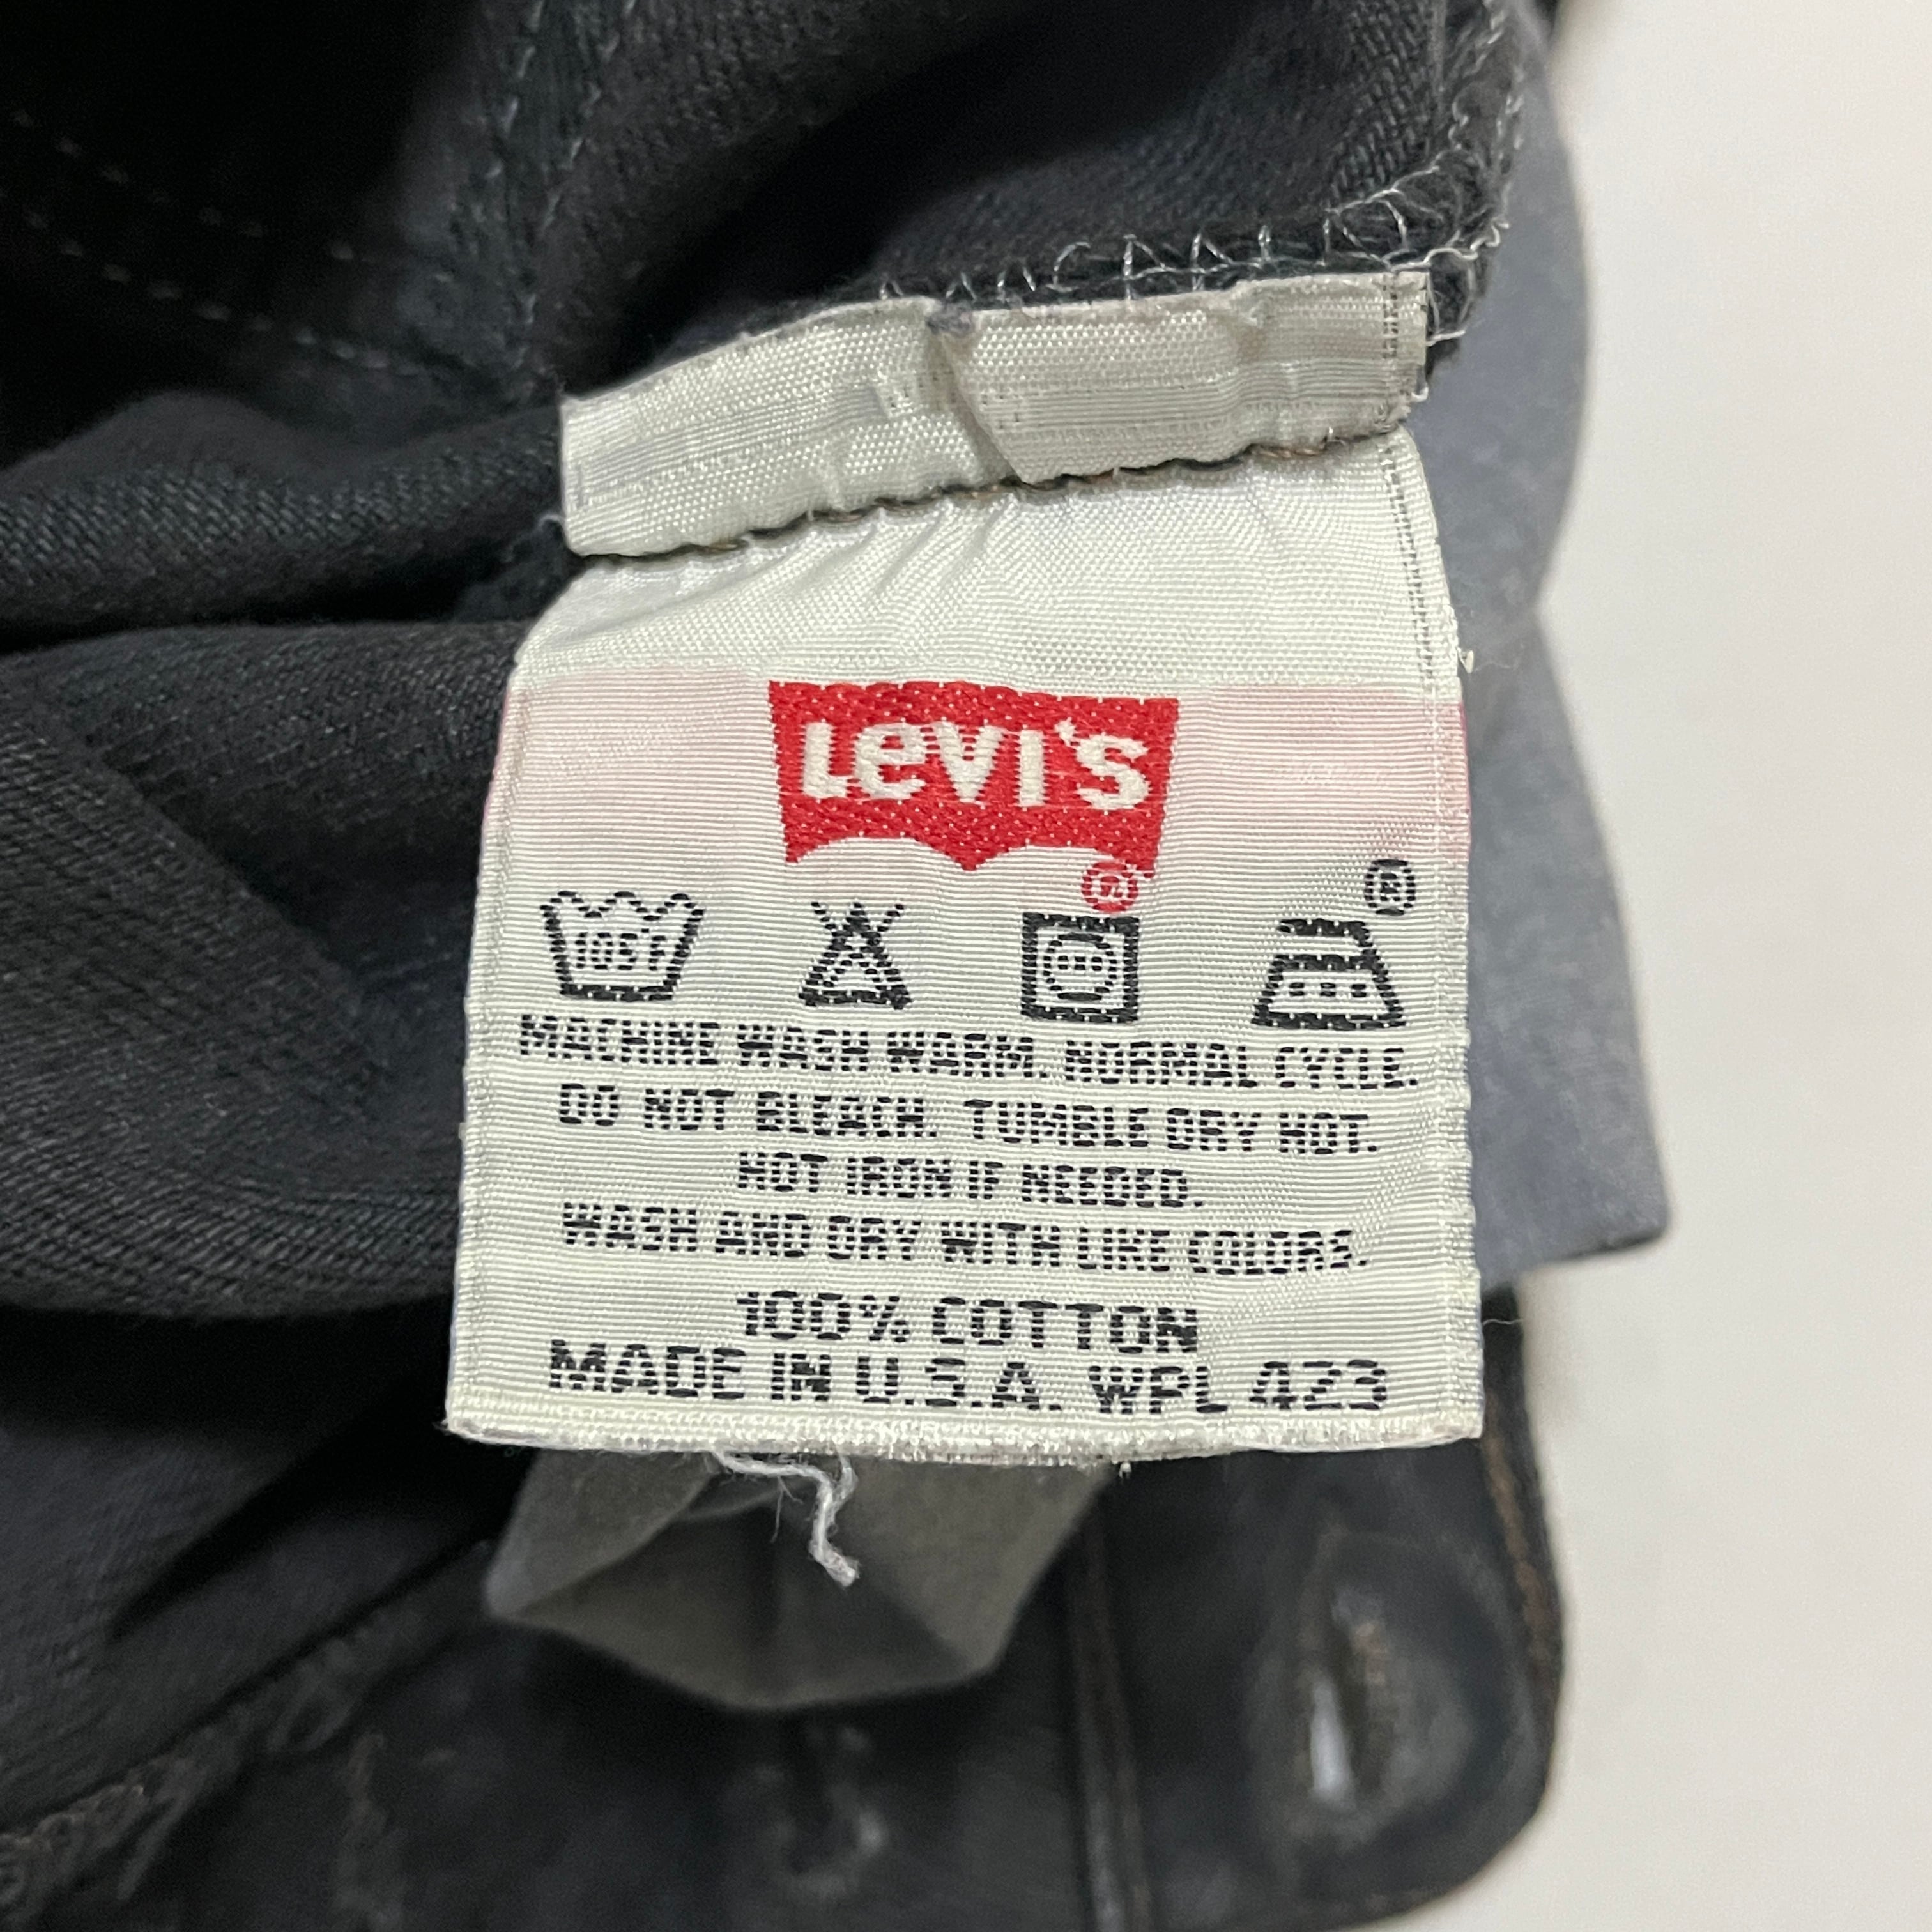 LEVI'S
®
®
105°F
MACHINE WASH WARM. NORMAL CYCLE.
DO NOT BLEACH. TUMBLE DRY HOT.
HOT IRON IF NEEDED.
WASH AND DRY WITH LIKE COLORS.
100% COTTON
MADE IN U.S.A. WPL 423